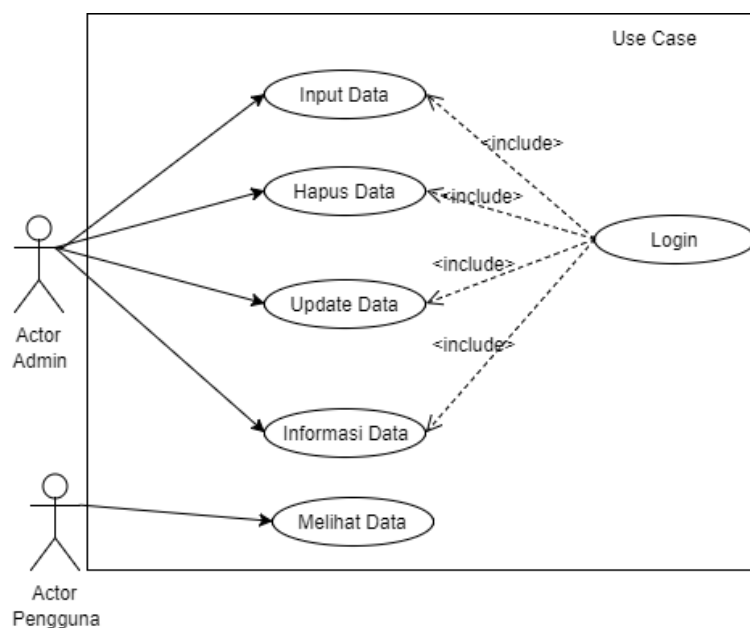 Use Case
Input Data
<include>
Hapus Data
<include>
Login
<include>
Update Data
<include>
Actor
Admin
Informasi Data
Melihat Data
Actor
Pengguna